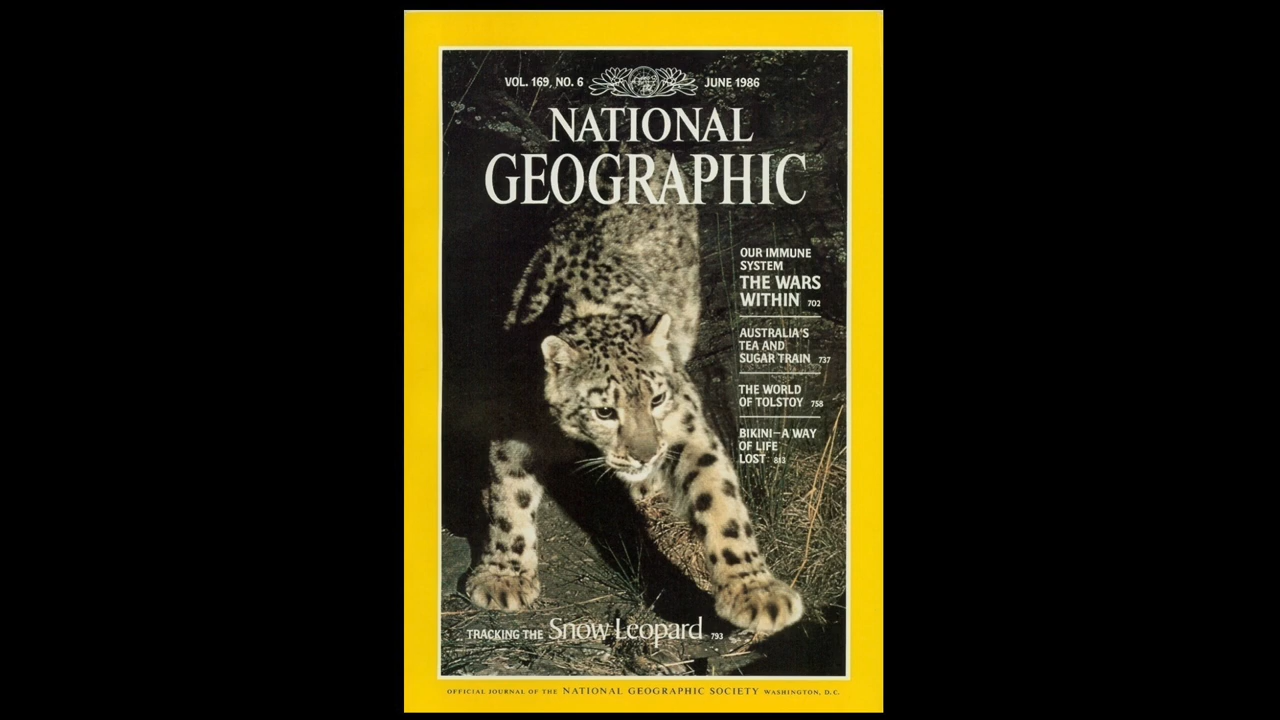 VOL. 169, NO. 6 JUNE 1986
NATIONAL
GEOGRAPHIC
OUR IMMUNE
SYSTEM
THE WARS
WITHIN 702
AUSTRALIA'S
TEA AND
SUGAR TRAIN 737
THE WORLD
OF TOLSTOY 758
BIKINI—A WAY
OF LIFE
LOST 813
TRACKING THE Snow Leopard 793
OFFICIAL JOURNAL OF THE NATIONAL GEOGRAPHIC SOCIETY WASHINGTON, D.C.